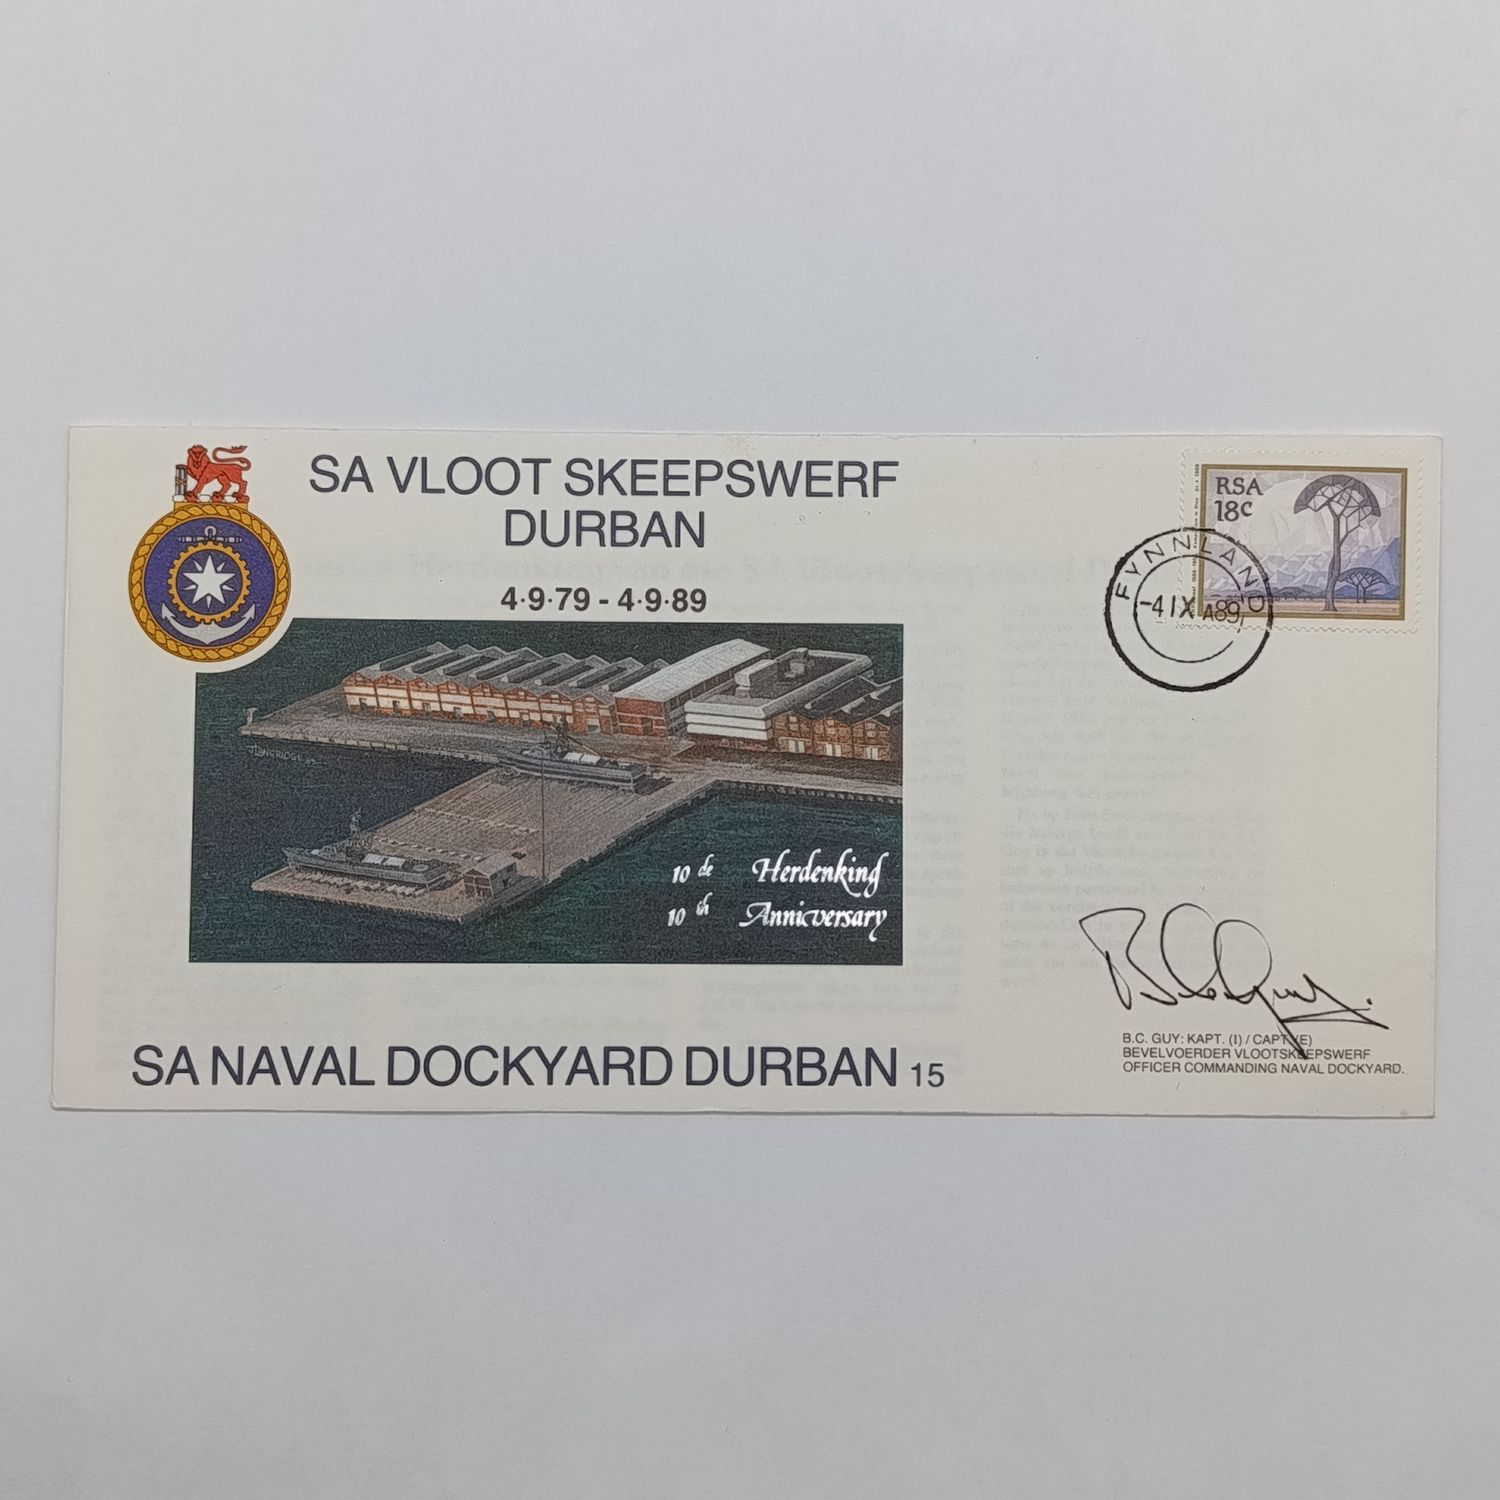 SA VLOOT SKEEPSWERF
DURBAN
4·9·79 - 4·9·89
RSA
18c
FYNNLAND
-4 IX A89
10 de Herdenking
10 th Anniversary
B.C. GUY: KAPT. (I) / CAPT (E)
BEVELVOERDER VLOOTSKEEPSWERF
OFFICER COMMANDING NAVAL DOCKYARD.
SA NAVAL DOCKYARD DURBAN 15